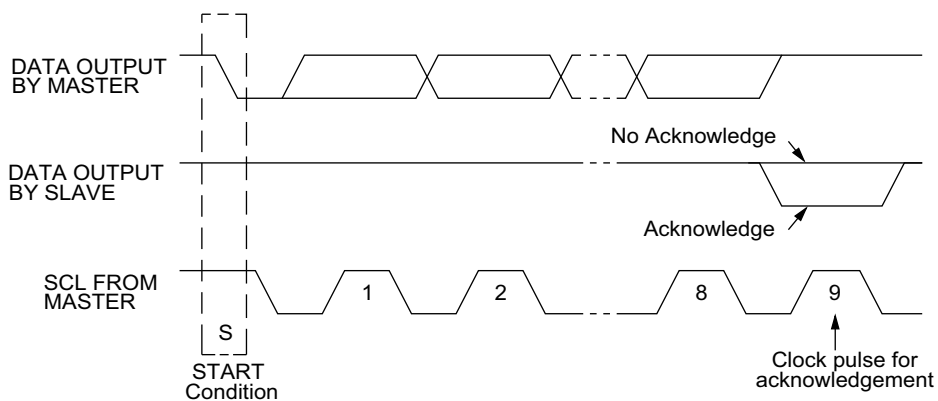 DATA OUTPUT
BY MASTER
No Acknowledge
DATA OUTPUT
BY SLAVE
Acknowledge
SCL FROM
MASTER
1
2
8
9
S
START
Condition
Clock pulse for
acknowledgement